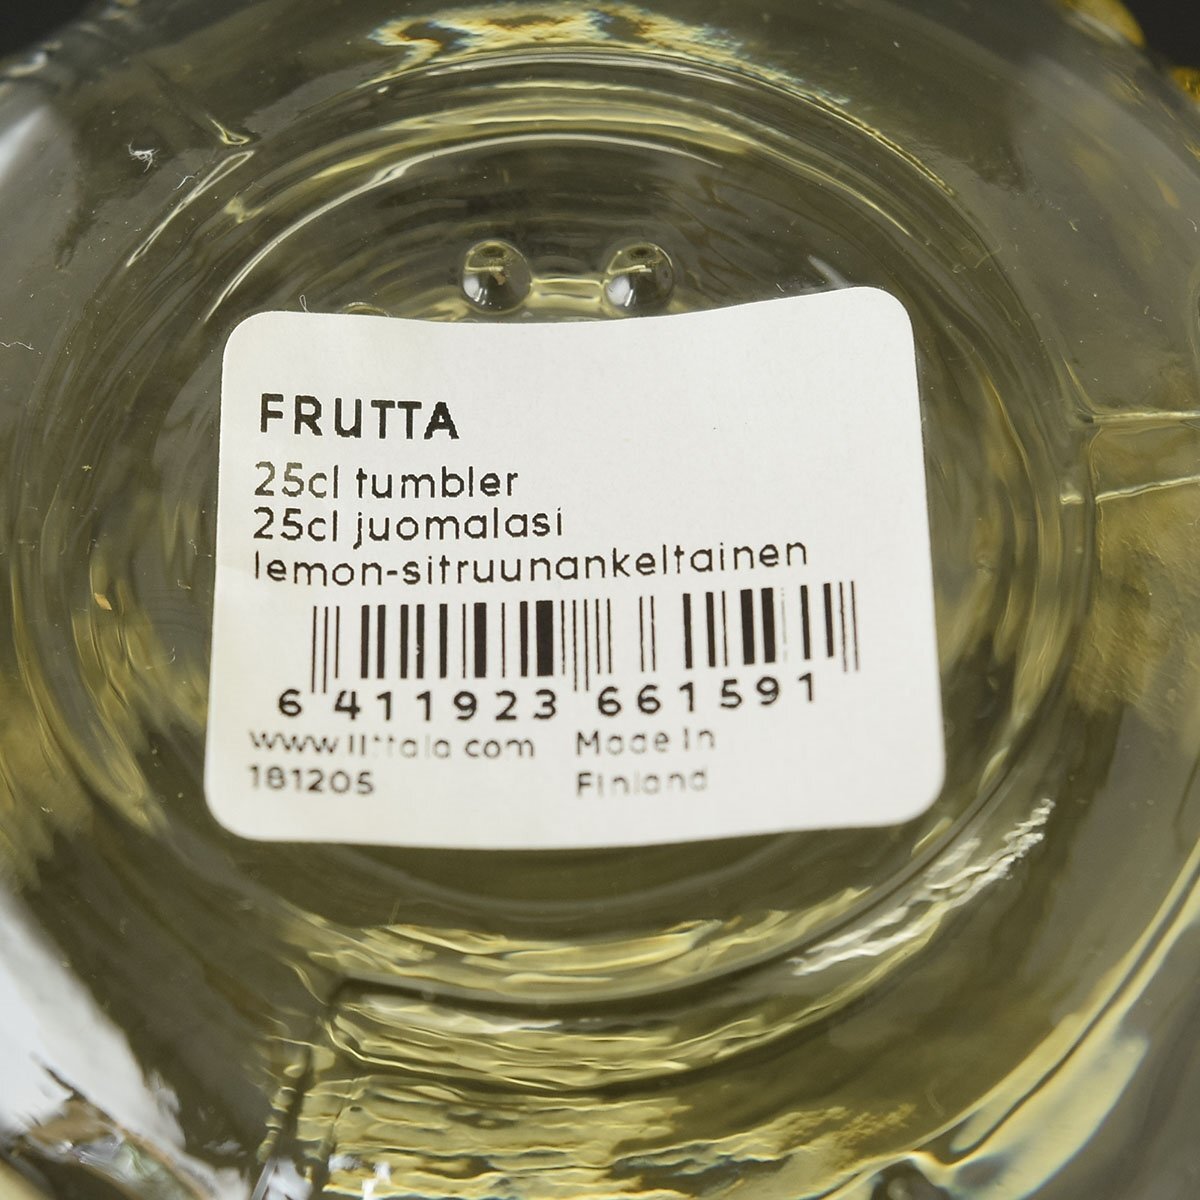 FRUTTA
25cl tumbler
25cl juomalasi
lemon-sitruunankeltainen
6 411923 661591
www.iittala.com Made in
181205 Finland